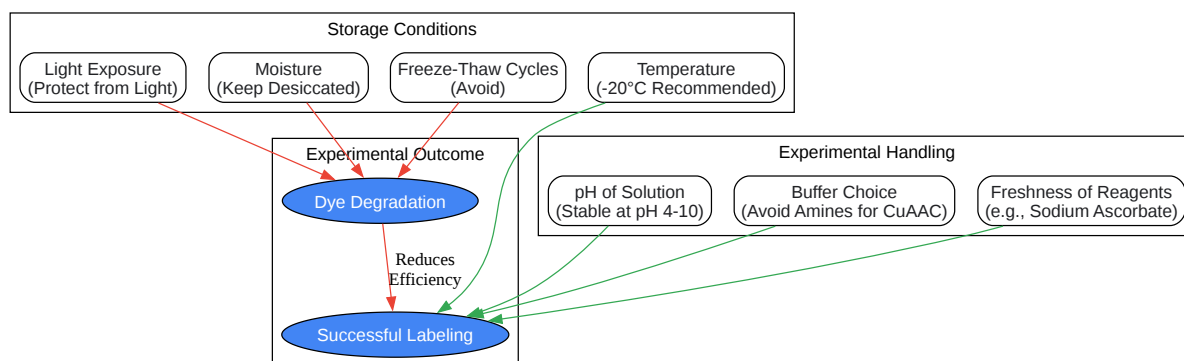 Storage Conditions
Light Exposure
(Protect from Light)
Moisture
(Keep Desiccated)
Freeze-Thaw Cycles
(Avoid)
Temperature
(-20°C Recommended)
Experimental Outcome
Dye Degradation
Reduces
Efficiency
Successful Labeling
Experimental Handling
pH of Solution
(Stable at pH 4-10)
Buffer Choice
(Avoid Amines for CuAAC)
Freshness of Reagents
(e.g., Sodium Ascorbate)